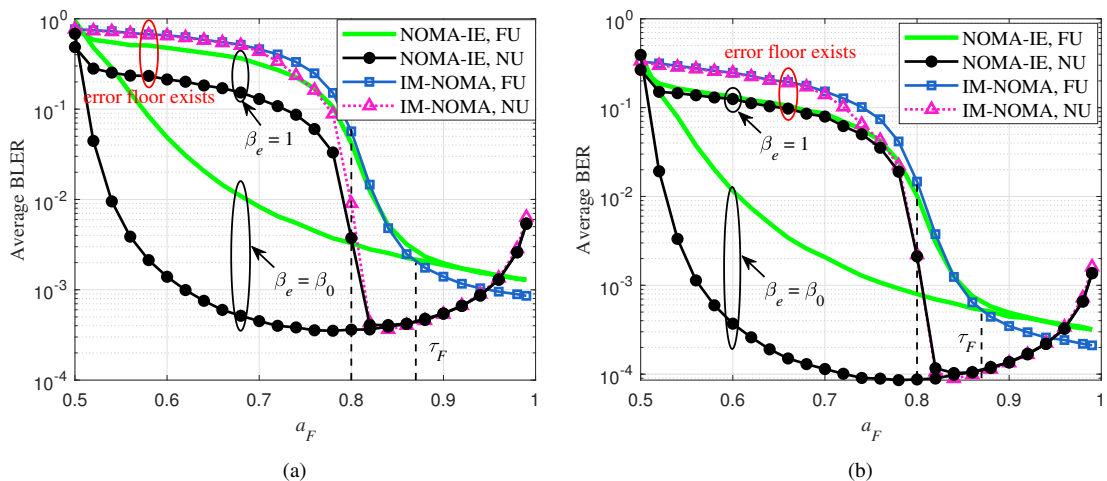 10^0
10^-1
10^-2
10^-3
10^-4
Average BLER
0.5 0.6 0.7 0.8 0.9 1
a_F
NOMA-IE, FU
NOMA-IE, NU
IM-NOMA, FU
IM-NOMA, NU
error floor exists
β_e = 1
β_e = β_0
τ_F
(a)
10^0
10^-1
10^-2
10^-3
10^-4
Average BER
0.5 0.6 0.7 0.8 0.9 1
a_F
NOMA-IE, FU
NOMA-IE, NU
IM-NOMA, FU
IM-NOMA, NU
error floor exists
β_e = 1
β_e = β_0
τ_F
(b)